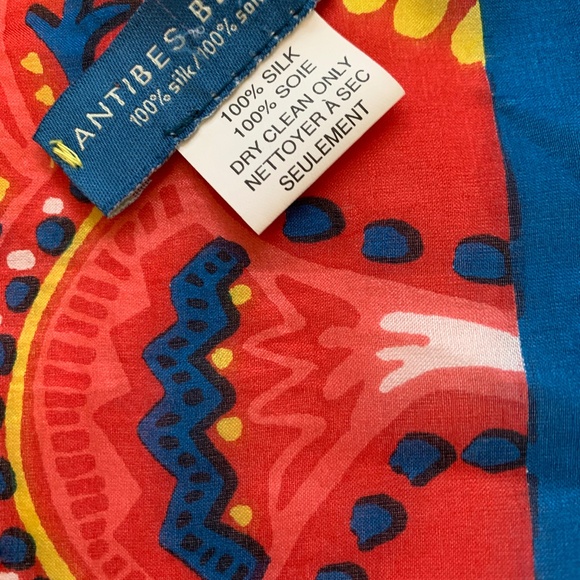 ANTIBES B
100% silk/100% soie
100% SILK
100% SOIE
DRY CLEAN ONLY
NETTOYER À SEC
SEULEMENT